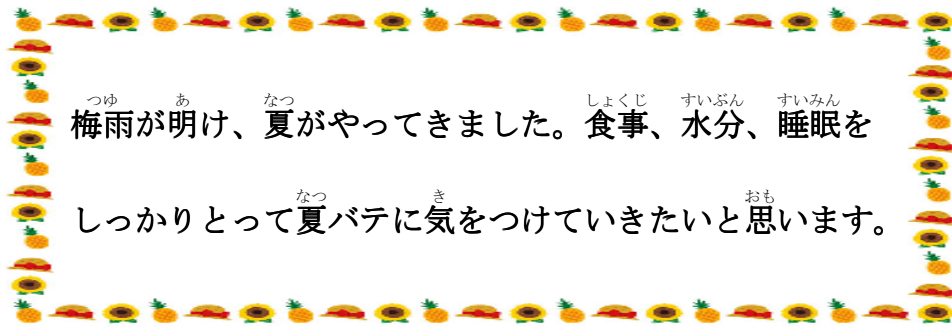 梅雨が明け、夏がやってきました。食事、水分、睡眠を
しっかりとって夏バテに気をつけていきたいと思います。